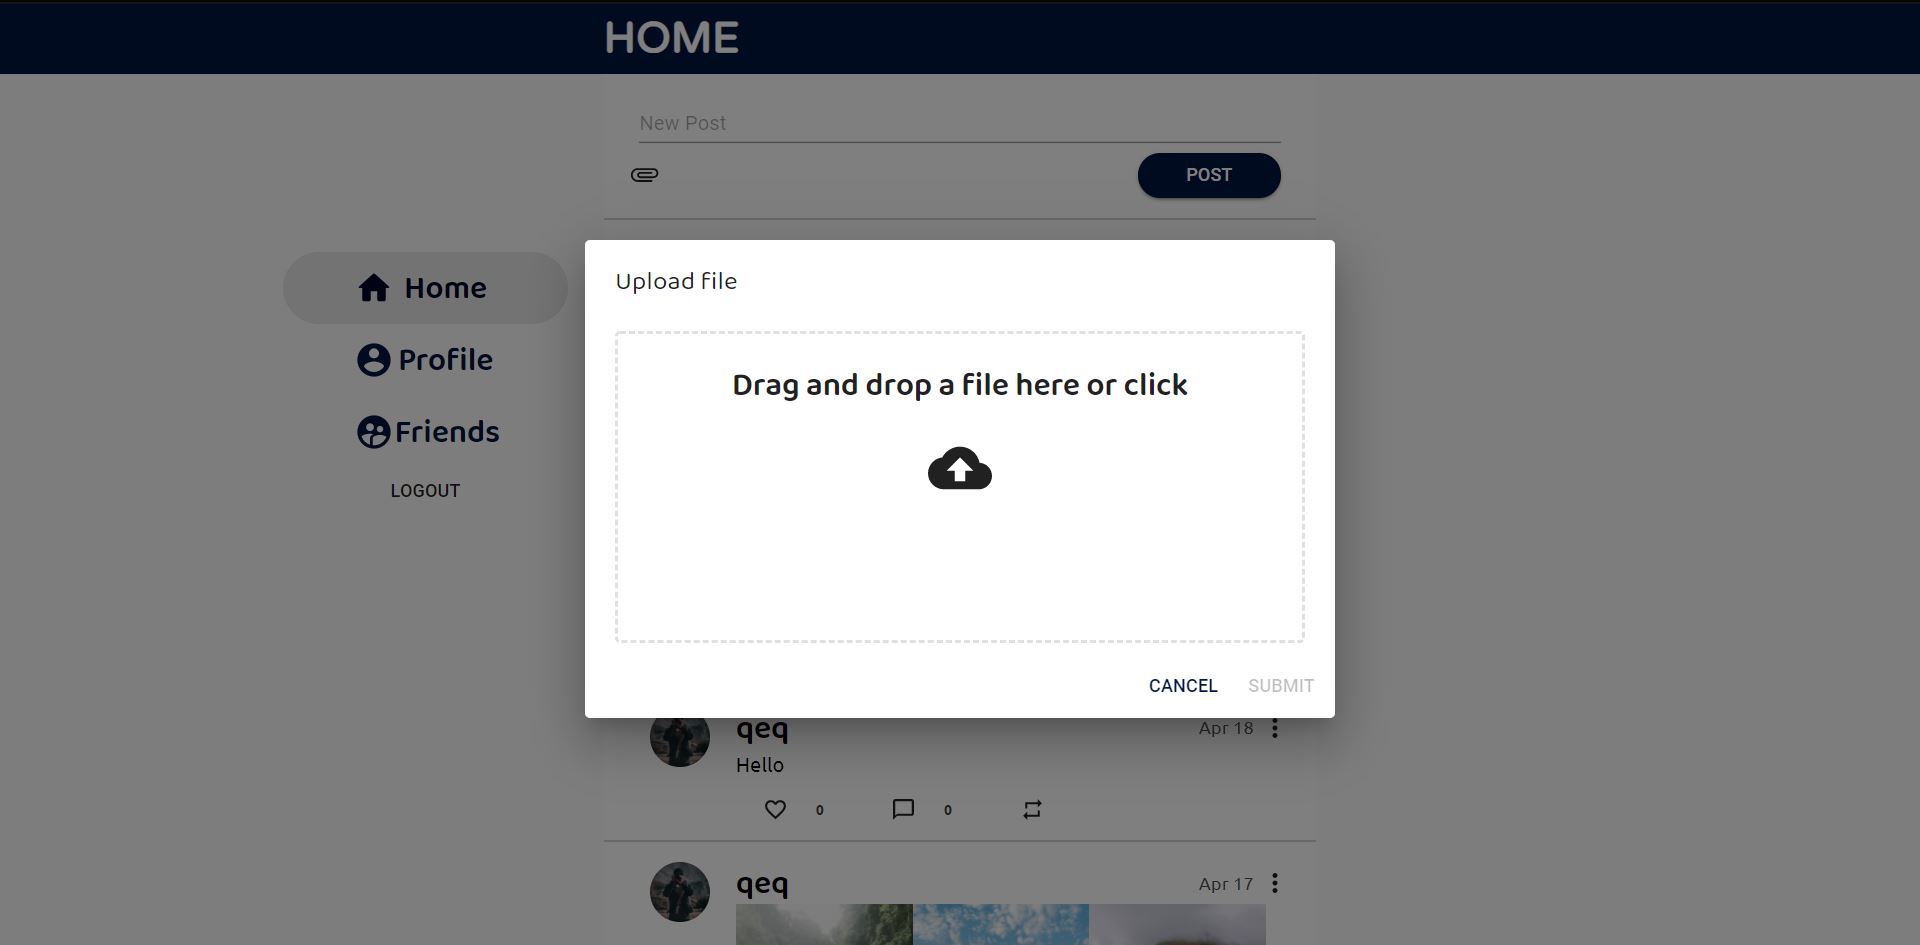 HOME
New Post
POST
Home
Profile
Friends
LOGOUT
Upload file
Drag and drop a file here or click
CANCEL SUBMIT
qeq Apr 18
Hello
0 0
qeq Apr 17